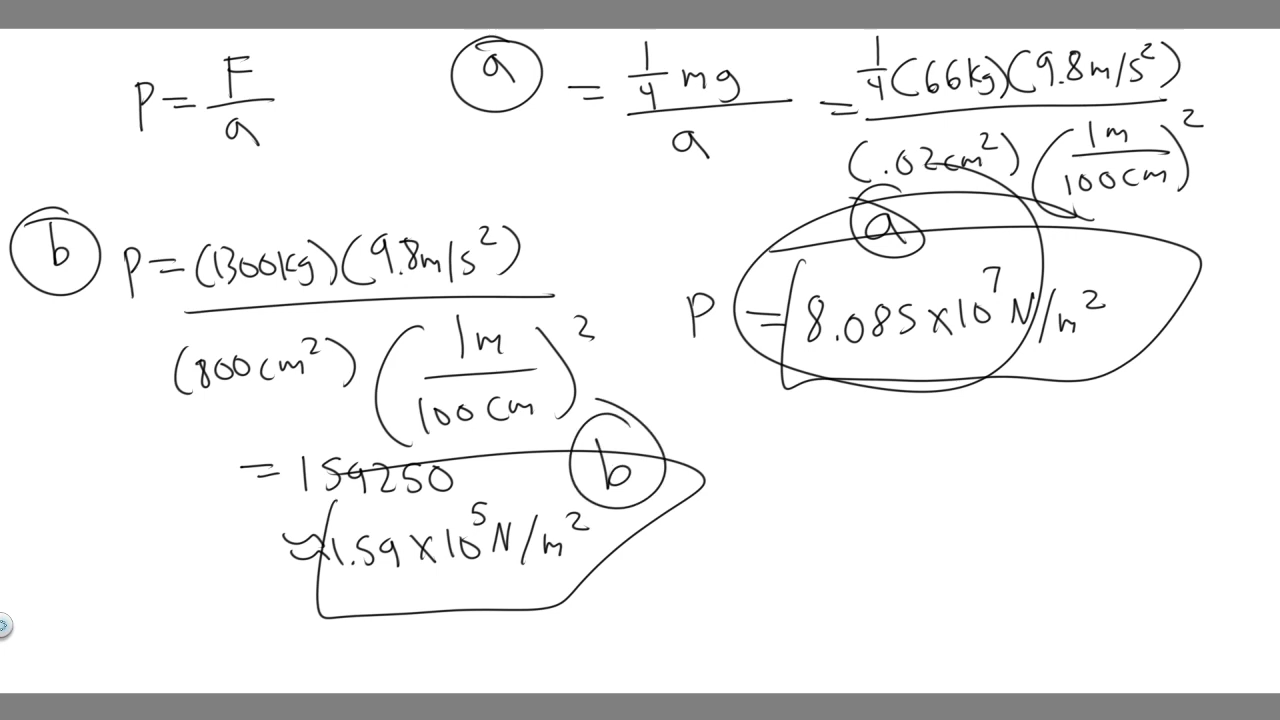 P = F/a
ⓐ = 1/4 mg / a = 1/4 (66kg)(9.8m/s²) / (.02cm²) (1m/100cm)²
ⓐ
P = 8.085×10⁷ N/m²
ⓑ P = (1300kg)(9.8m/s²) / (800cm²) (1m/100cm)²
= 159250
ⓑ
≈ 1.59×10⁵ N/m²